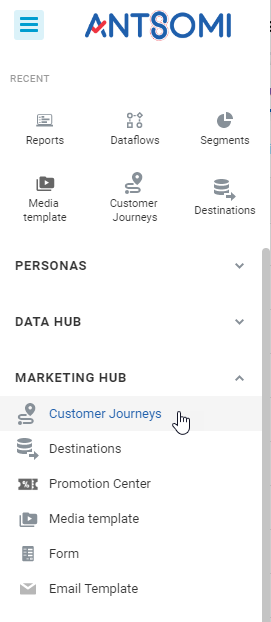 ANTSOMI
RECENT
Reports
Dataflows
Segments
Media
template
Customer
Journeys
Destinations
PERSONAS
DATA HUB
MARKETING HUB
Customer Journeys
Destinations
Promotion Center
Media template
Form
Email Template